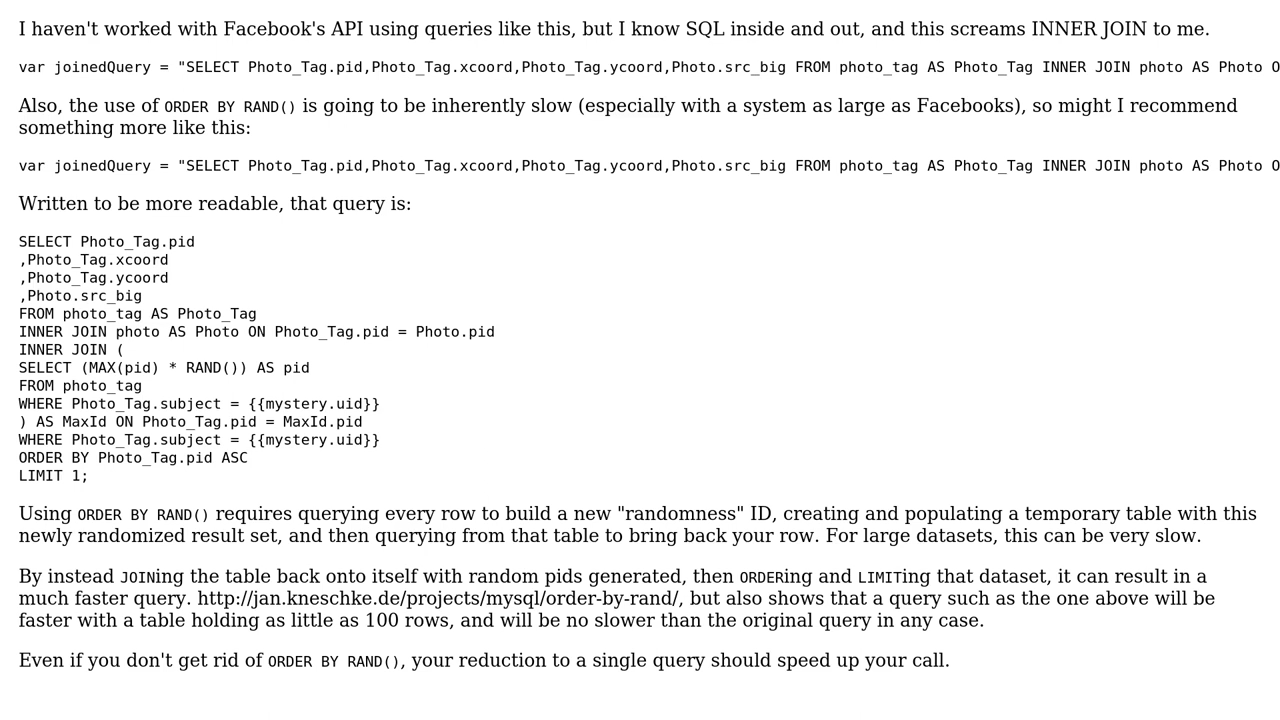 I haven't worked with Facebook's API using queries like this, but I know SQL inside and out, and this screams INNER JOIN to me.
var joinedQuery = "SELECT Photo_Tag.pid,Photo_Tag.xcoord,Photo_Tag.ycoord,Photo.src_big FROM photo_tag AS Photo_Tag INNER JOIN photo AS Photo O
Also, the use of ORDER BY RAND() is going to be inherently slow (especially with a system as large as Facebooks), so might I recommend
something more like this:
var joinedQuery = "SELECT Photo_Tag.pid,Photo_Tag.xcoord,Photo_Tag.ycoord,Photo.src_big FROM photo_tag AS Photo_Tag INNER JOIN photo AS Photo O
Written to be more readable, that query is:
SELECT Photo_Tag.pid
,Photo_Tag.xcoord
,Photo_Tag.ycoord
,Photo.src_big
FROM photo_tag AS Photo_Tag
INNER JOIN photo AS Photo ON Photo_Tag.pid = Photo.pid
INNER JOIN (
SELECT (MAX(pid) * RAND()) AS pid
FROM photo_tag
WHERE Photo_Tag.subject = {{mystery.uid}}
) AS MaxId ON Photo_Tag.pid = MaxId.pid
WHERE Photo_Tag.subject = {{mystery.uid}}
ORDER BY Photo_Tag.pid ASC
LIMIT 1;
Using ORDER BY RAND() requires querying every row to build a new "randomness" ID, creating and populating a temporary table with this
newly randomized result set, and then querying from that table to bring back your row. For large datasets, this can be very slow.
By instead JOINing the table back onto itself with random pids generated, then ORDERing and LIMITing that dataset, it can result in a
much faster query. http://jan.kneschke.de/projects/mysql/order-by-rand/, but also shows that a query such as the one above will be
faster with a table holding as little as 100 rows, and will be no slower than the original query in any case.
Even if you don't get rid of ORDER BY RAND(), your reduction to a single query should speed up your call.